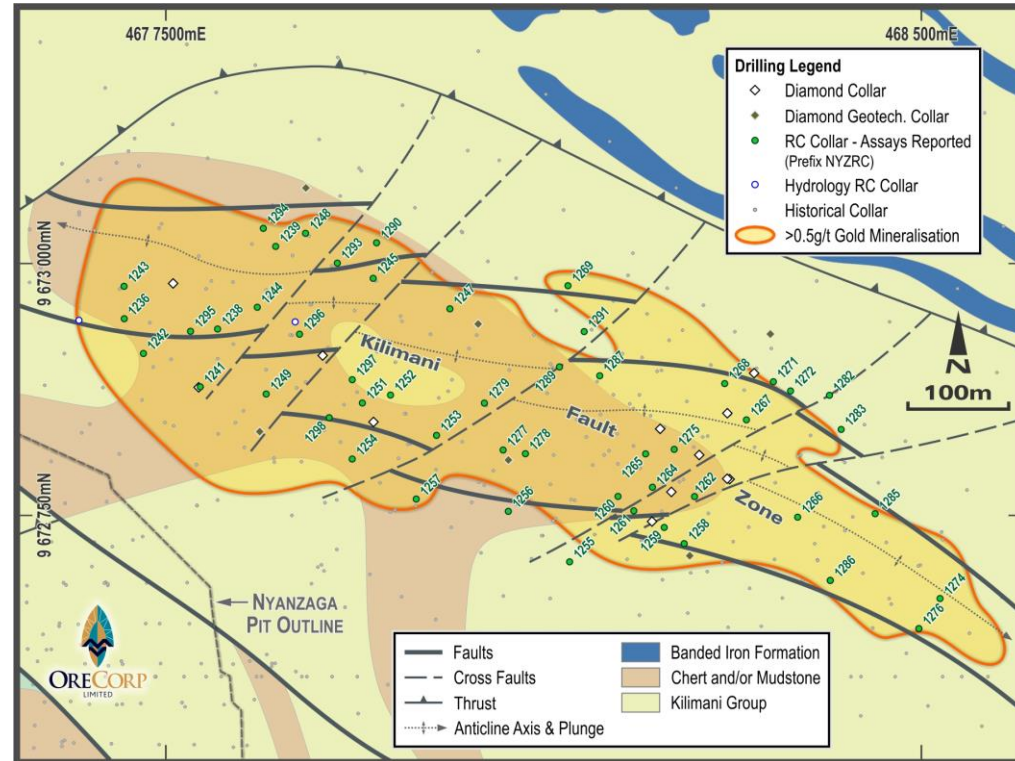 467 7500mE
468 500mE
Drilling Legend
Diamond Collar
Diamond Geotech. Collar
RC Collar - Assays Reported
(Prefix NYZRC)
Hydrology RC Collar
Historical Collar
>0.5g/t Gold Mineralisation
9 673 000mN
9 672 750mN
N
100m
1294
1239
1248
1293
1290
1245
1243
1236
1242
1295
1238
1244
1296
1247
1269
1291
1241
1249
1297
1251
1252
1279
1289
1287
1268
1271
1272
1282
1283
1267
1298
1254
1253
1277
1278
1275
1265
1264
1262
1257
1256
1260
1261
1255
1259
1258
1266
1285
1286
1274
1276
Kilimani
Fault
Zone
NYANZAGA
PIT OUTLINE
ORECORP
LIMITED
Faults
Cross Faults
Thrust
Anticline Axis & Plunge
Banded Iron Formation
Chert and/or Mudstone
Kilimani Group